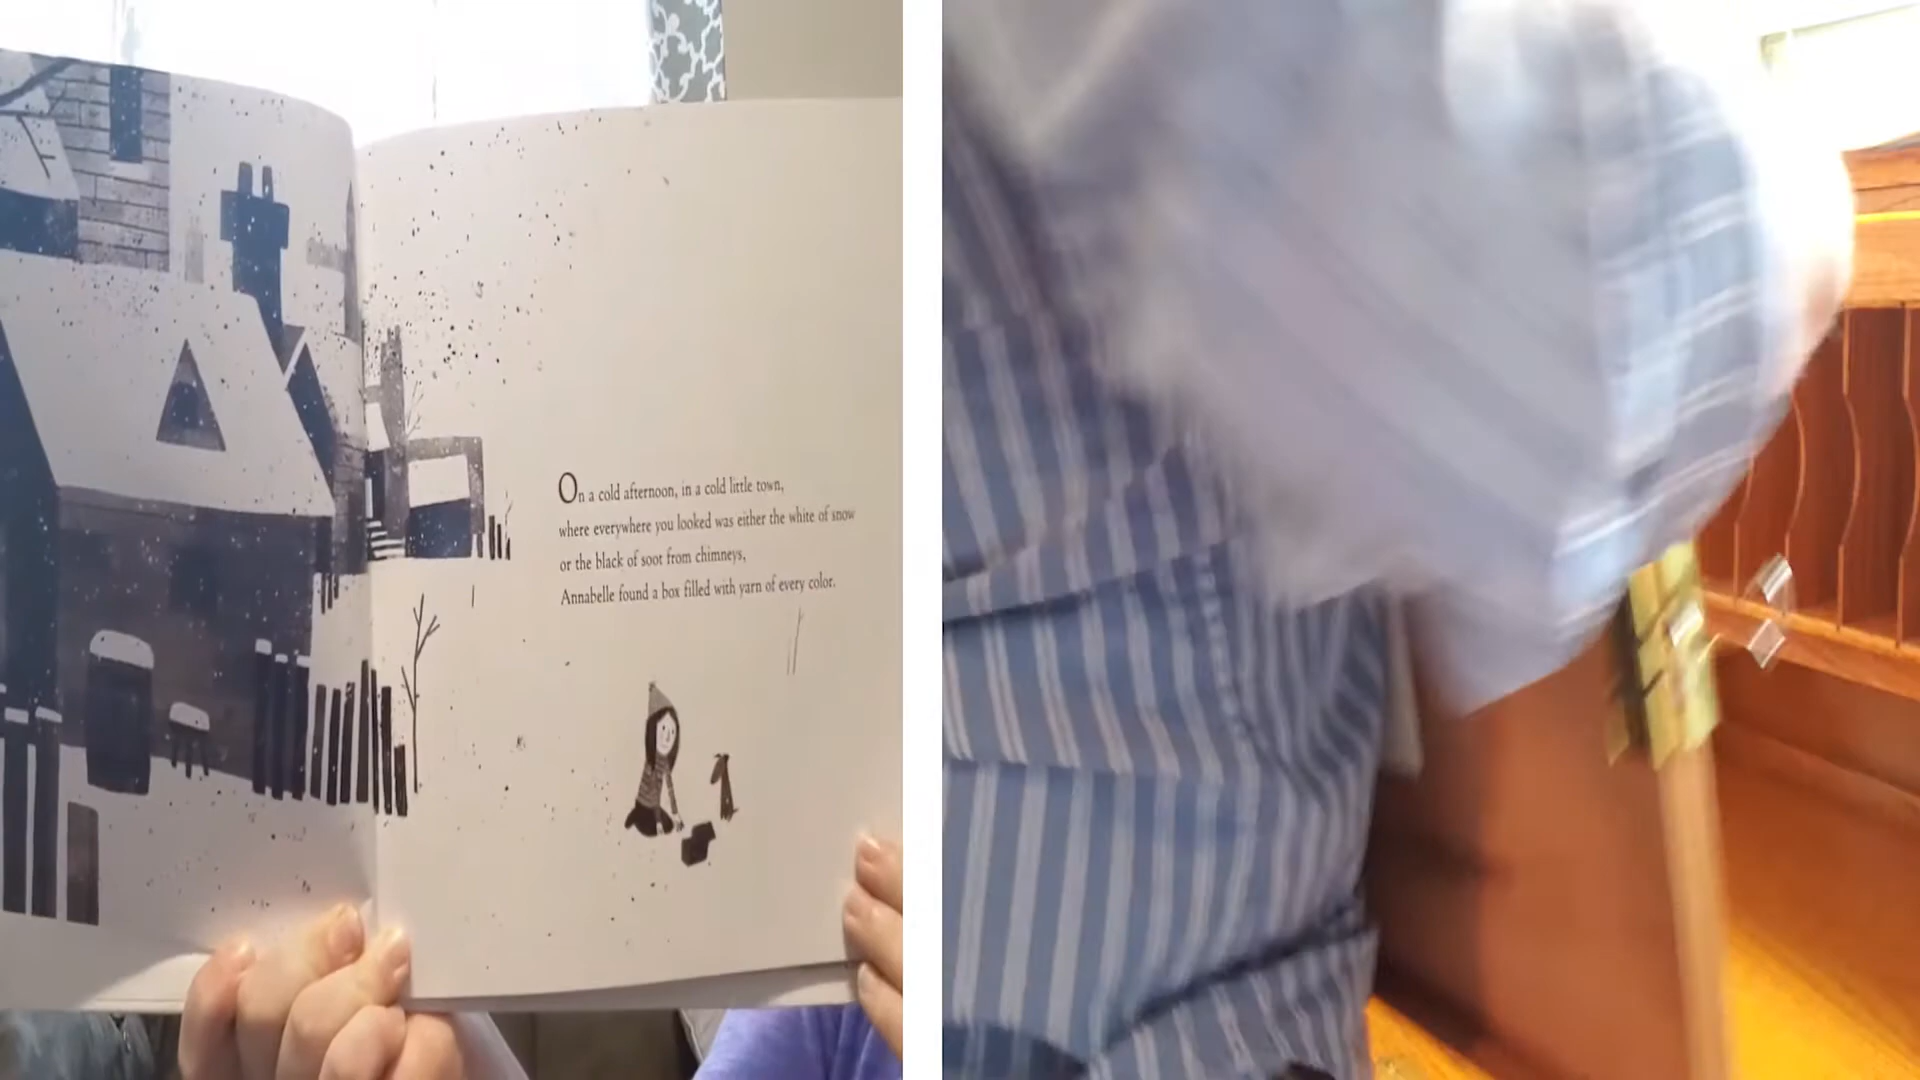 On a cold afternoon, in a cold little town,
where everywhere you looked was either the white of snow
or the black of soot from chimneys,
Annabelle found a box filled with yarn of every color.